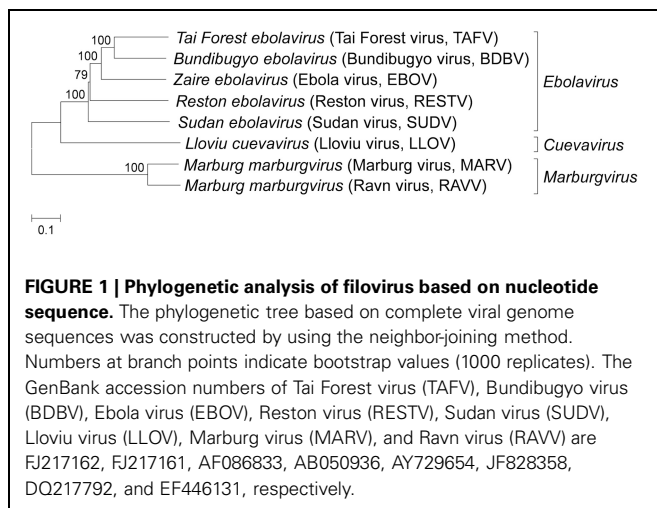 100 Tai Forest ebolavirus (Tai Forest virus, TAFV)
100 Bundibugyo ebolavirus (Bundibugyo virus, BDBV)
79 Zaire ebolavirus (Ebola virus, EBOV)
Ebolavirus
100 Reston ebolavirus (Reston virus, RESTV)
Sudan ebolavirus (Sudan virus, SUDV)
Lloviu cuevavirus (Lloviu virus, LLOV)
Cuevavirus
100 Marburg marburgvirus (Marburg virus, MARV)
Marburgvirus
Marburg marburgvirus (Ravn virus, RAVV)
0.1
FIGURE 1 | Phylogenetic analysis of filovirus based on nucleotide
sequence. The phylogenetic tree based on complete viral genome
sequences was constructed by using the neighbor-joining method.
Numbers at branch points indicate bootstrap values (1000 replicates). The
GenBank accession numbers of Tai Forest virus (TAFV), Bundibugyo virus
(BDBV), Ebola virus (EBOV), Reston virus (RESTV), Sudan virus (SUDV),
Lloviu virus (LLOV), Marburg virus (MARV), and Ravn virus (RAVV) are
FJ217162, FJ217161, AF086833, AB050936, AY729654, JF828358,
DQ217792, and EF446131, respectively.